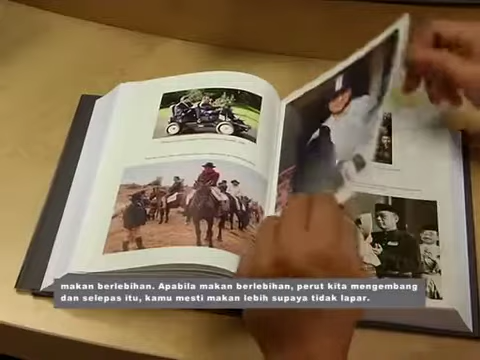 makan berlebihan. Apabila makan berlebihan, perut kita mengembang
dan selepas itu, kamu mesti makan lebih supaya tidak lapar.